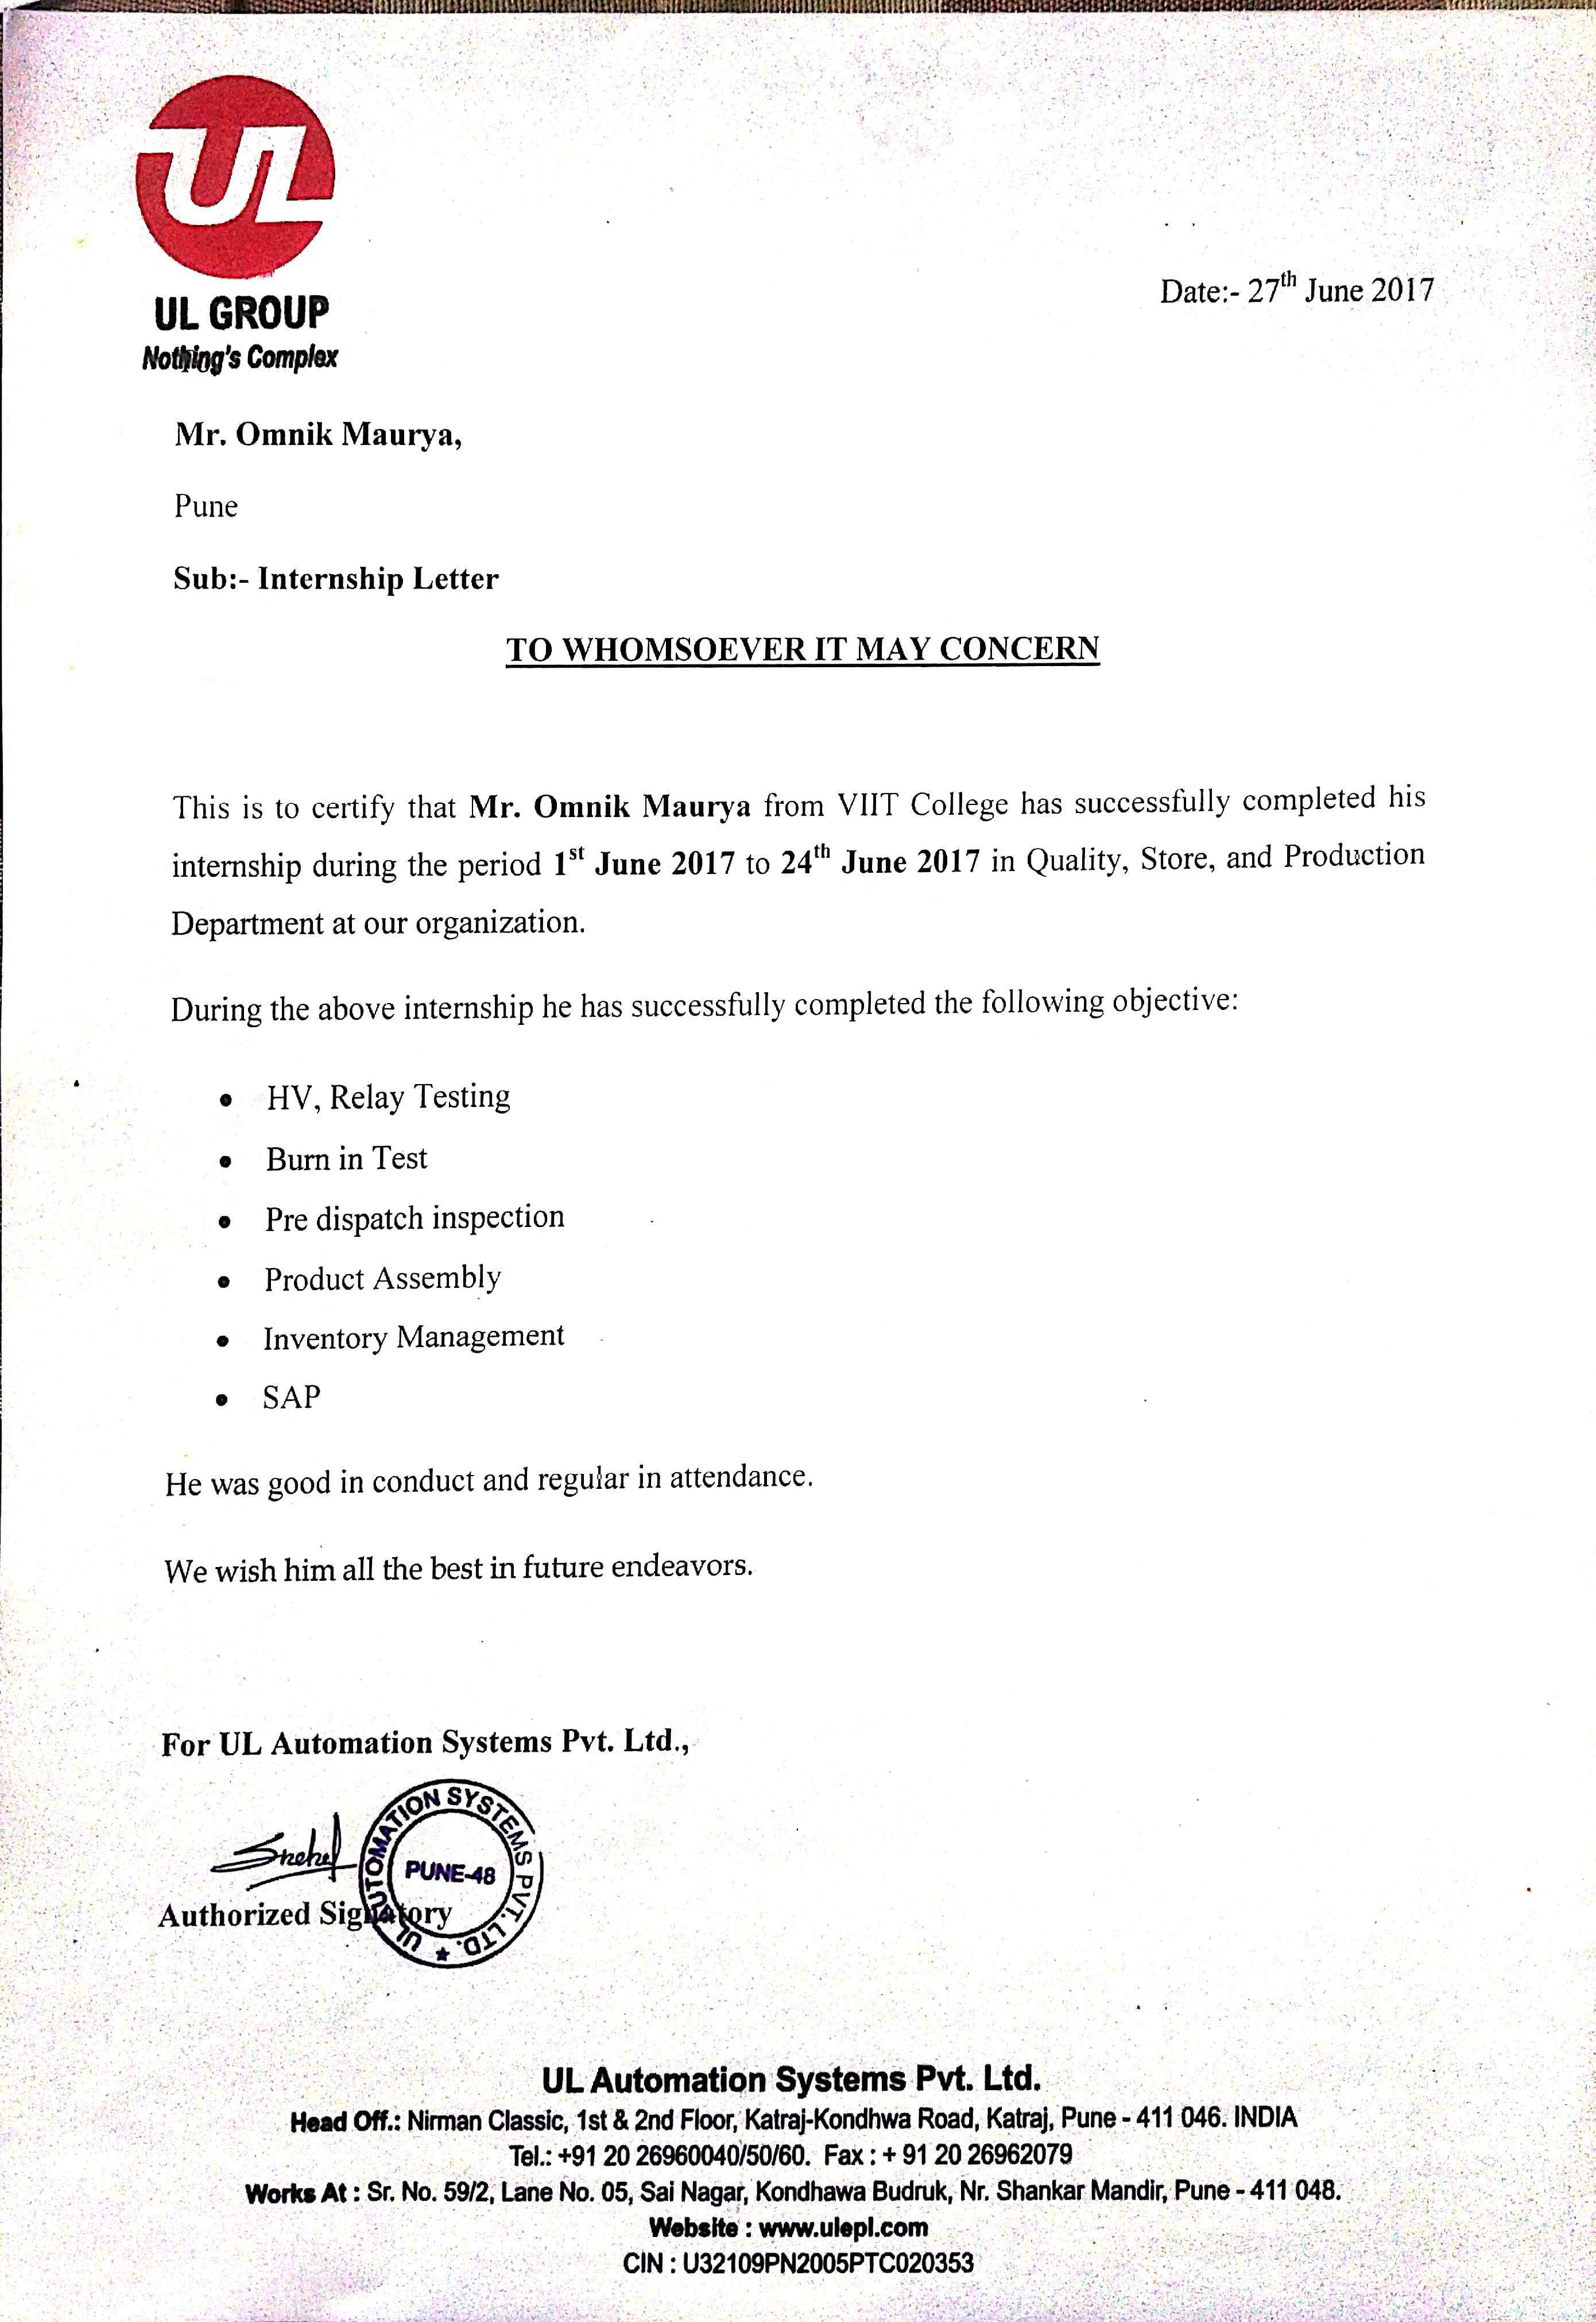 UL
UL GROUP
Nothing's Complex
Date:- 27th June 2017
Mr. Omnik Maurya,
Pune
Sub:- Internship Letter
TO WHOMSOEVER IT MAY CONCERN
This is to certify that Mr. Omnik Maurya from VIIT College has successfully completed his
internship during the period 1st June 2017 to 24th June 2017 in Quality, Store, and Production
Department at our organization.
During the above internship he has successfully completed the following objective:
• HV, Relay Testing
• Burn in Test
• Pre dispatch inspection
• Product Assembly
• Inventory Management
• SAP
He was good in conduct and regular in attendance.
We wish him all the best in future endeavors.
For UL Automation Systems Pvt. Ltd.,
Snehal
UL AUTOMATION SYSTEMS PVT. LTD. ★
PUNE-48
Authorized Signatory
UL Automation Systems Pvt. Ltd.
Head Off.: Nirman Classic, 1st & 2nd Floor, Katraj-Kondhwa Road, Katraj, Pune - 411 046. INDIA
Tel.: +91 20 26960040/50/60. Fax : + 91 20 26962079
Works At : Sr. No. 59/2, Lane No. 05, Sai Nagar, Kondhawa Budruk, Nr. Shankar Mandir, Pune - 411 048.
Website : www.ulepl.com
CIN : U32109PN2005PTC020353